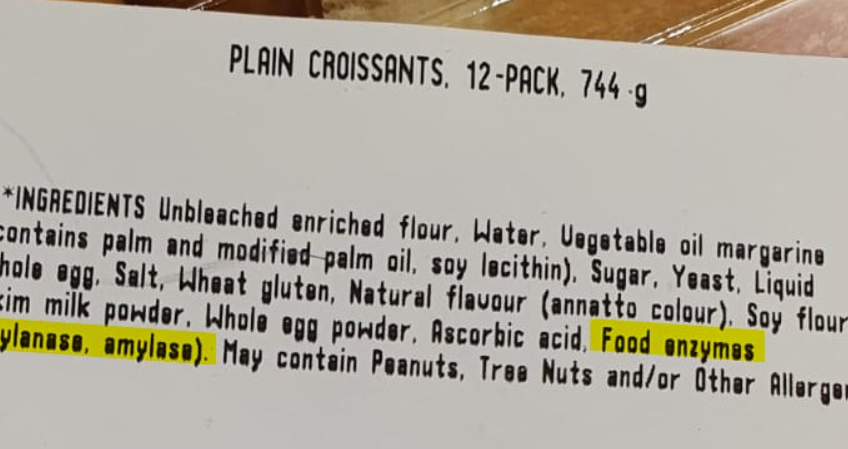 PLAIN CROISSANTS, 12-PACK, 744 g
*INGREDIENTS Unbleached enriched flour, Water, Vegetable oil margarine
contains palm and modified palm oil, soy lecithin), Sugar, Yeast, Liquid
hole egg, Salt, Wheat gluten, Natural flavour (annatto colour), Soy flour
kim milk powder, Whole egg powder, Ascorbic acid, Food enzymes
ylanase, amylase). May contain Peanuts, Tree Nuts and/or Other Allerge